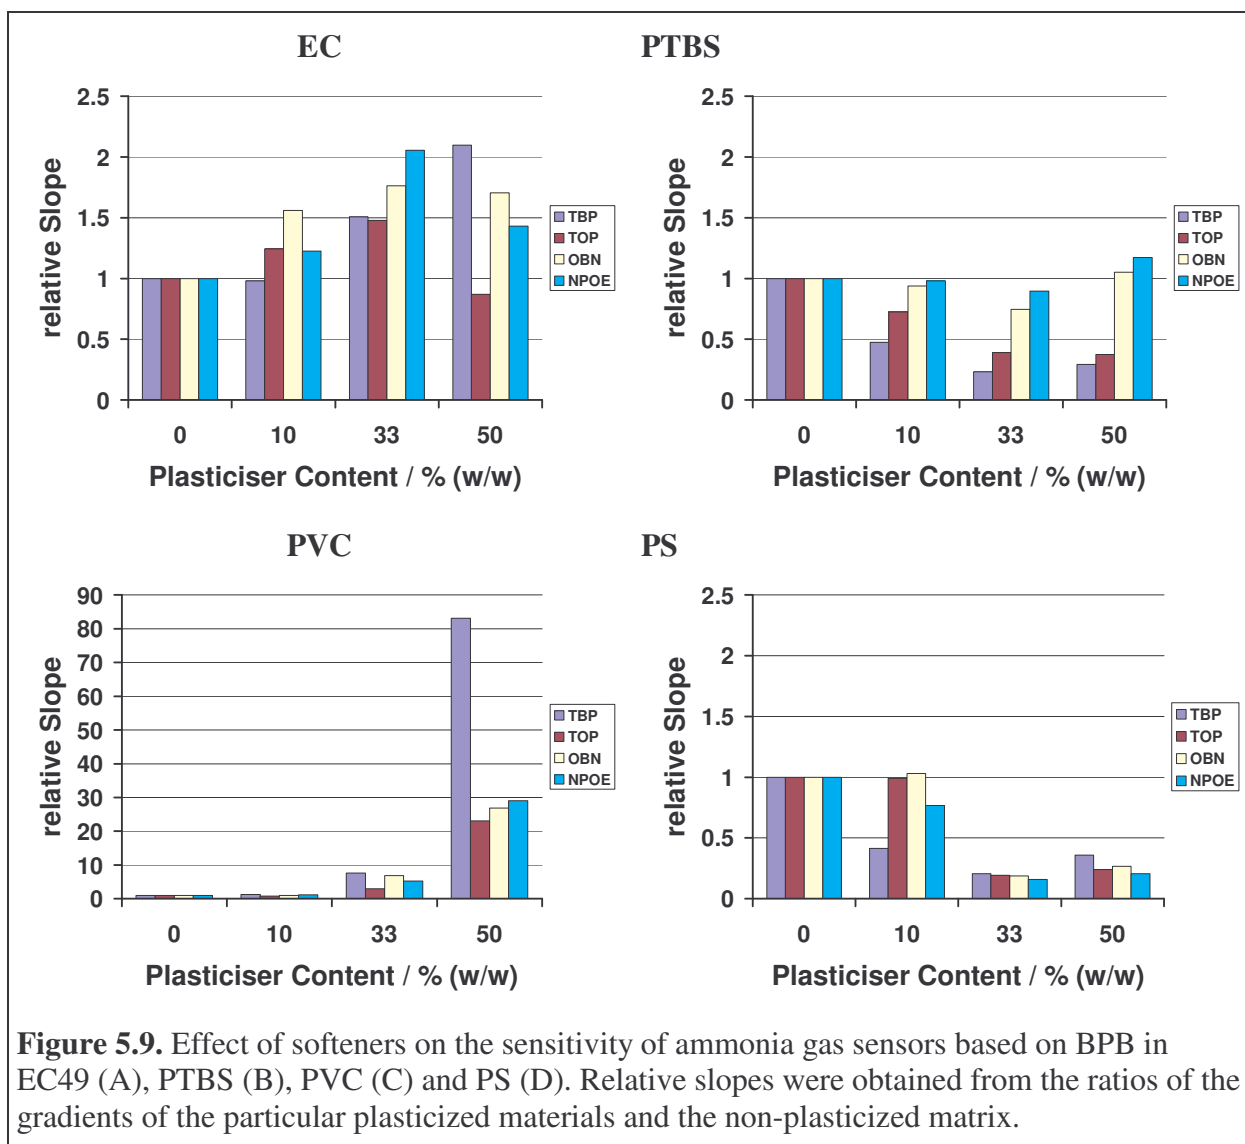 EC
2.5
2
1.5
1
0.5
0
relative Slope
0 10 33 50
Plasticiser Content / % (w/w)
TBP
TOP
OBN
NPOE
PTBS
2.5
2
1.5
1
0.5
0
relative Slope
0 10 33 50
Plasticiser Content / % (w/w)
TBP
TOP
OBN
NPOE
PVC
90
80
70
60
50
40
30
20
10
0
relative Slope
0 10 33 50
Plasticiser Content / % (w/w)
TBP
TOP
OBN
NPOE
PS
2.5
2
1.5
1
0.5
0
relative Slope
0 10 33 50
Plasticiser Content / % (w/w)
TBP
TOP
OBN
NPOE
Figure 5.9. Effect of softeners on the sensitivity of ammonia gas sensors based on BPB in
EC49 (A), PTBS (B), PVC (C) and PS (D). Relative slopes were obtained from the ratios of the
gradients of the particular plasticized materials and the non-plasticized matrix.